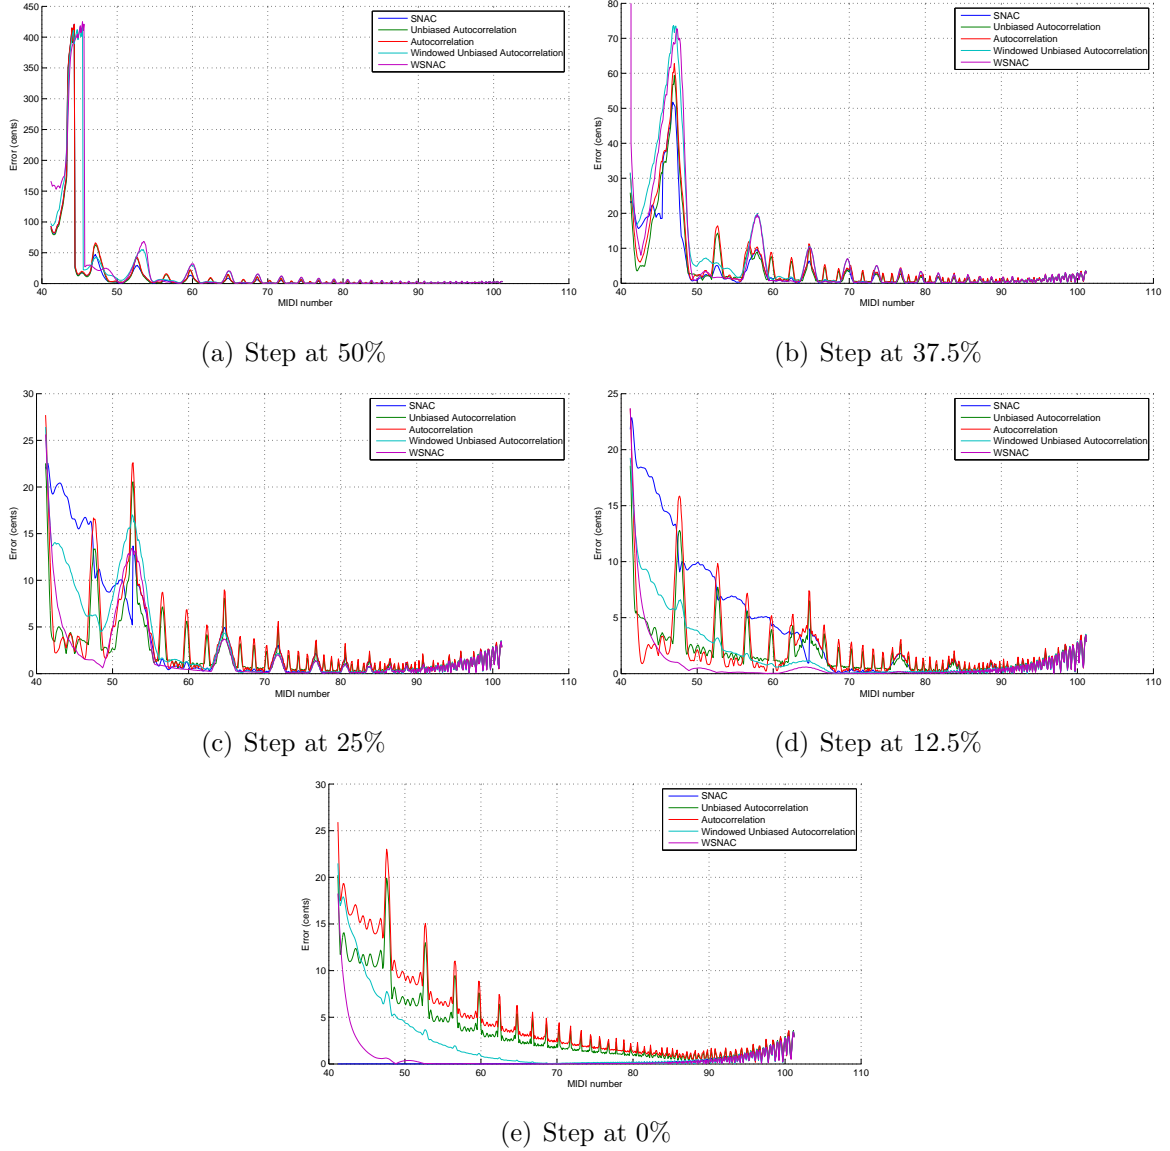 450
400
350
300
250
200
150
100
50
0
Error (cents)
40 50 60 70 80 90 100 110
MIDI number
SNAC
Unbiased Autocorrelation
Autocorrelation
Windowed Unbiased Autocorrelation
WSNAC
(a) Step at 50%
80
70
60
50
40
30
20
10
0
Error (cents)
40 50 60 70 80 90 100 110
MIDI number
SNAC
Unbiased Autocorrelation
Autocorrelation
Windowed Unbiased Autocorrelation
WSNAC
(b) Step at 37.5%
30
25
20
15
10
5
0
Error (cents)
40 50 60 70 80 90 100 110
MIDI number
SNAC
Unbiased Autocorrelation
Autocorrelation
Windowed Unbiased Autocorrelation
WSNAC
(c) Step at 25%
25
20
15
10
5
0
Error (cents)
40 50 60 70 80 90 100 110
MIDI number
SNAC
Unbiased Autocorrelation
Autocorrelation
Windowed Unbiased Autocorrelation
WSNAC
(d) Step at 12.5%
30
25
20
15
10
5
0
Error (cents)
40 50 60 70 80 90 100 110
MIDI number
SNAC
Unbiased Autocorrelation
Autocorrelation
Windowed Unbiased Autocorrelation
WSNAC
(e) Step at 0%